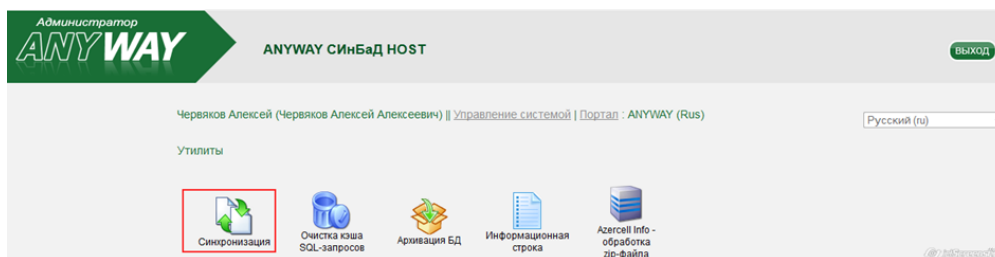 Администратор
ANYWAY
ANYWAY СИнБаД HOST
выход
Червяков Алексей (Червяков Алексей Алексеевич) || Управление системой | Портал : ANYWAY (Rus)
Русский (ru)
Утилиты
Синхронизация
Очистка кэша
SQL-запросов
Архивация БД
Информационная
строка
Azercell Info -
обработка
zip-файла